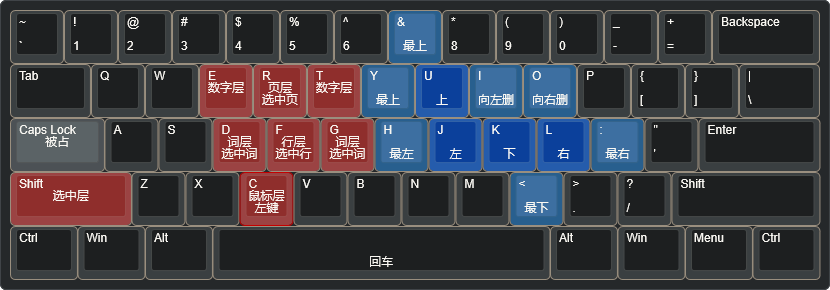 ~ ! @ # $ % ^ & * ( ) _ + Backspace
` 1 2 3 4 5 6 最上 8 9 0 - =
Tab Q W E R T Y U I O P { } |
数字层 页层 数字层
选中页 最上 上 向左删 向右删 [ ] \
Caps Lock A S D F G H J K L : " Enter
被占 词层 行层 词层
选中词 选中行 选中词 最左 左 下 右 最右 '
Shift Z X C V B N M < > ? Shift
选中层 鼠标层
左键 最下 . /
Ctrl Win Alt Alt Win Menu Ctrl
回车